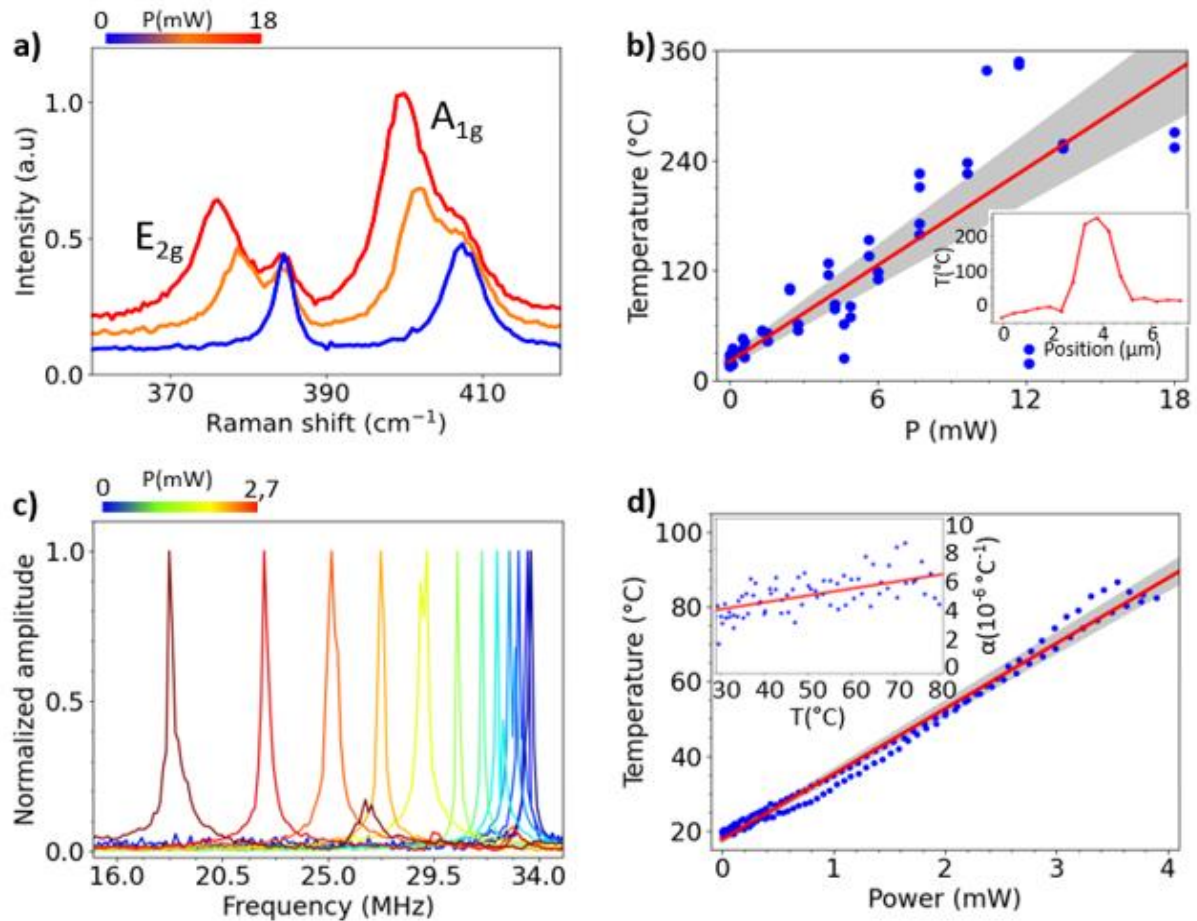 a)
0 P(mW) 18
Intensity (a.u)
1.0
0.5
0.0
E2g
A1g
370 390 410
Raman shift (cm−1)
b)
Temperature (°C)
360
240
120
0
0 6 12 18
P (mW)
T(°C)
200
100
0
0 2 4 6
Position (μm)
c)
0 P(mW) 2,7
Normalized amplitude
1.0
0.5
0.0
16.0 20.5 25.0 29.5 34.0
Frequency (MHz)
d)
Temperature (°C)
100
80
60
40
20
0 1 2 3 4
Power (mW)
10
8
6
4
2
0
α(10-6 °C-1)
30 40 50 60 70 80
T(°C)